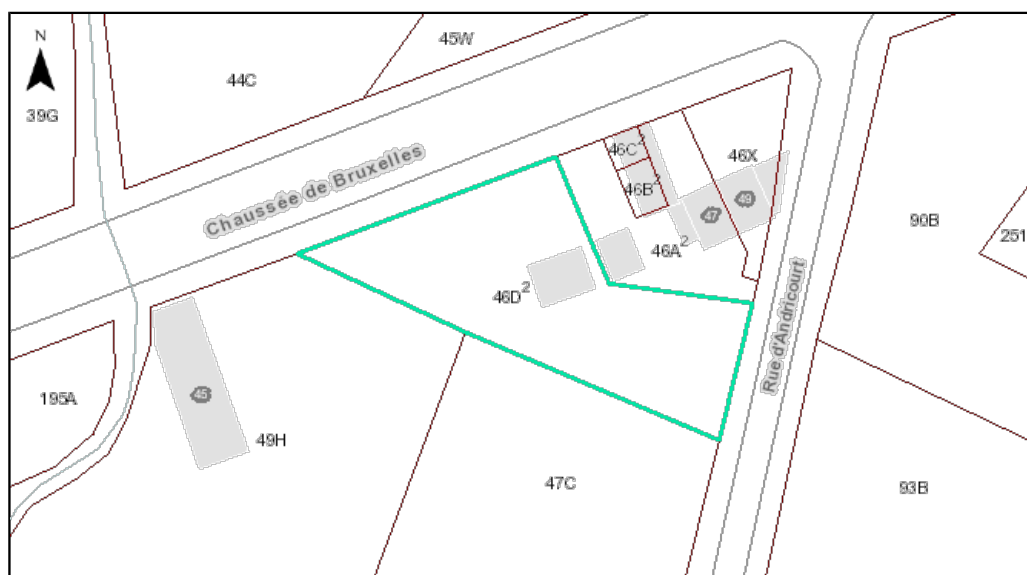 N
45W
44C
39G
Chaussée de Bruxelles
46C²
46X
46B²
49
47
90B
251
46A²
46D²
Rue d'Andricourt
45
195A
49H
47C
93B